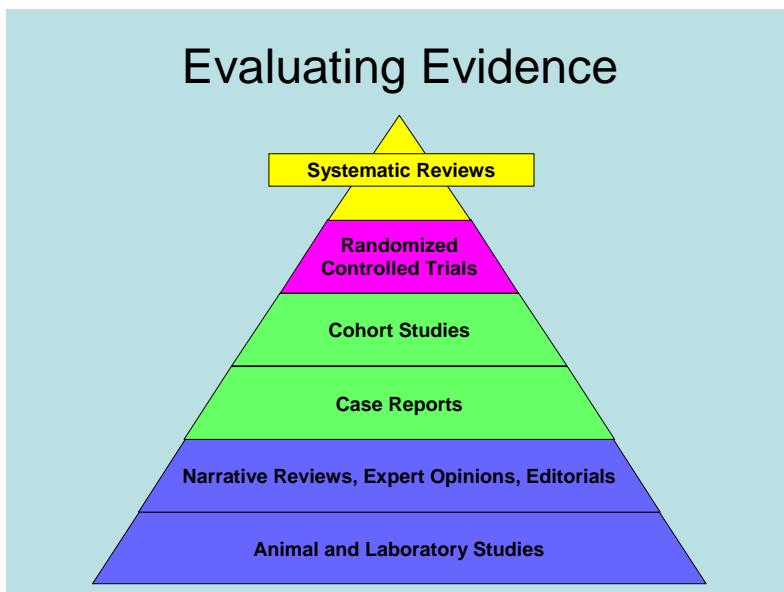 Evaluating Evidence
Systematic Reviews
Randomized
Controlled Trials
Cohort Studies
Case Reports
Narrative Reviews, Expert Opinions, Editorials
Animal and Laboratory Studies